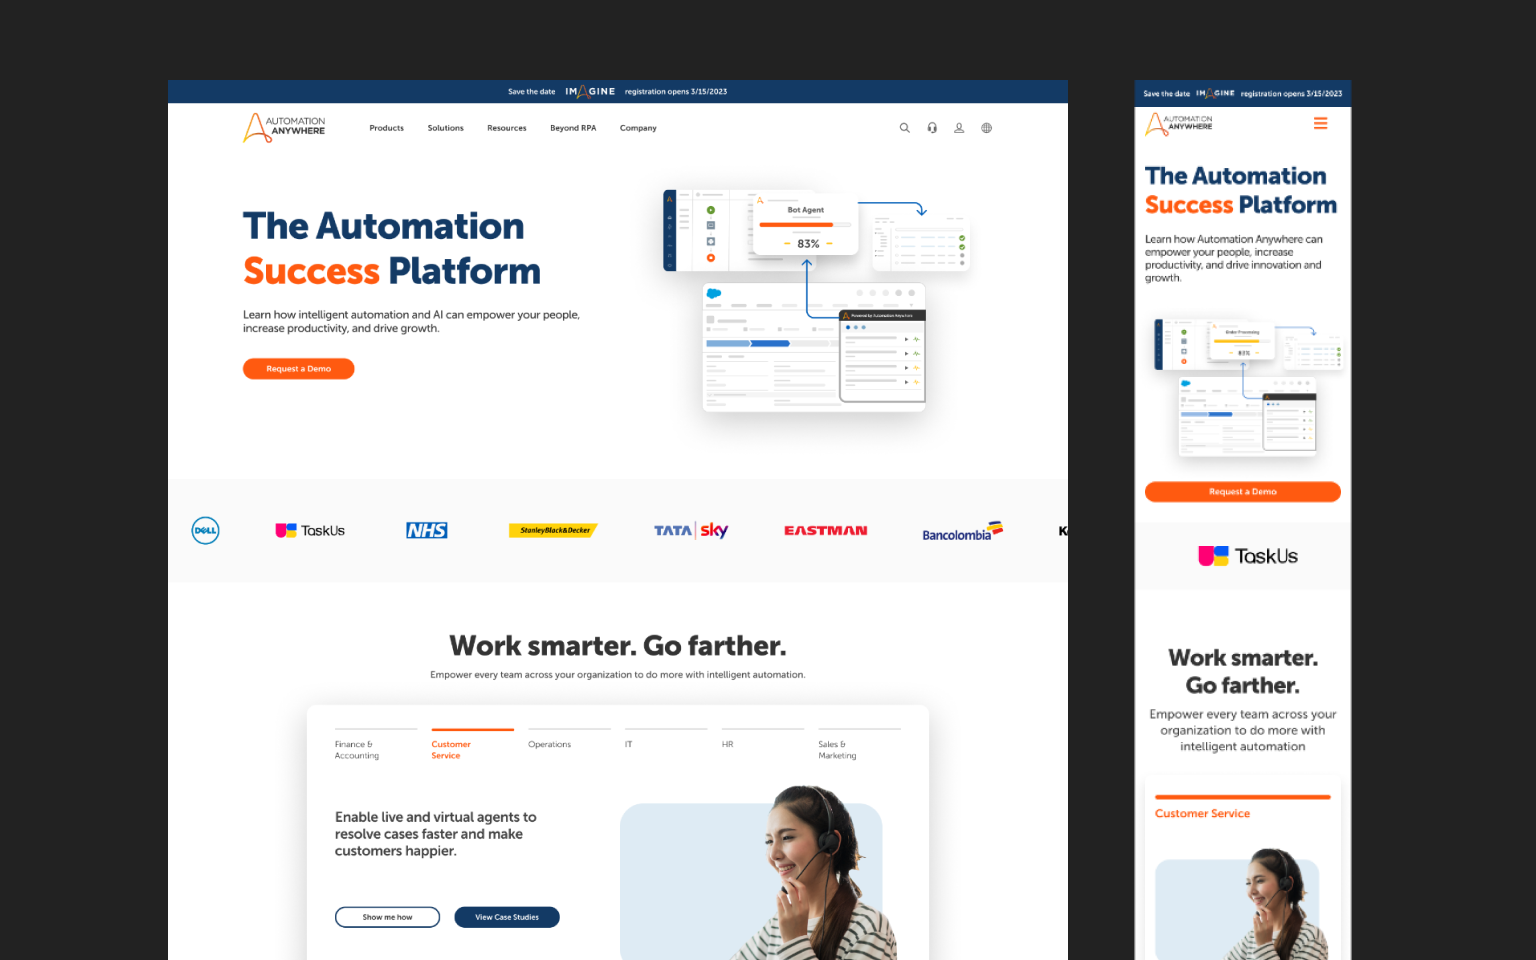 Save the date IMAGINE registration opens 3/15/2023
AUTOMATION
ANYWHERE
Products Solutions Resources Beyond RPA Company
The Automation
Success Platform
Learn how intelligent automation and AI can empower your people,
increase productivity, and drive growth.
Request a Demo
Bot Agent
83%
Powered by Automation Anywhere
DELL
TaskUs
NHS
StanleyBlack&Decker
TATA sky
EASTMAN
Bancolombia
K
Work smarter. Go farther.
Empower every team across your organization to do more with intelligent automation.
Finance &
Accounting
Customer
Service
Operations
IT
HR
Sales &
Marketing
Enable live and virtual agents to
resolve cases faster and make
customers happier.
Show me how
View Case Studies
Save the date IMAGINE registration opens 3/15/2023
AUTOMATION
ANYWHERE
The Automation
Success Platform
Learn how Automation Anywhere can
empower your people, increase
productivity, and drive innovation and
growth.
Order Processing
83%
Request a Demo
TaskUs
Work smarter.
Go farther.
Empower every team across your
organization to do more with
intelligent automation
Customer Service